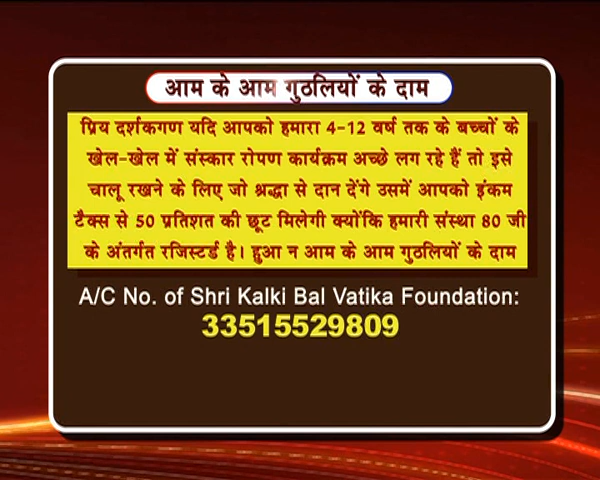 आम के आम गुठलियों के दाम
प्रिय दर्शकगण यदि आपको हमारा 4-12 वर्ष तक के बच्चों के
खेल-खेल में संस्कार रोपण कार्यक्रम अच्छे लग रहे हैं तो इसे
चालू रखने के लिए जो श्रद्धा से दान देंगे उसमें आपको इंकम
टैक्स से 50 प्रतिशत की छूट मिलेगी क्योंकि हमारी संस्था 80 जी
के अंतर्गत रजिस्टर्ड है। हुआ न आम के आम गुठलियों के दाम
A/C No. of Shri Kalki Bal Vatika Foundation:
33515529809